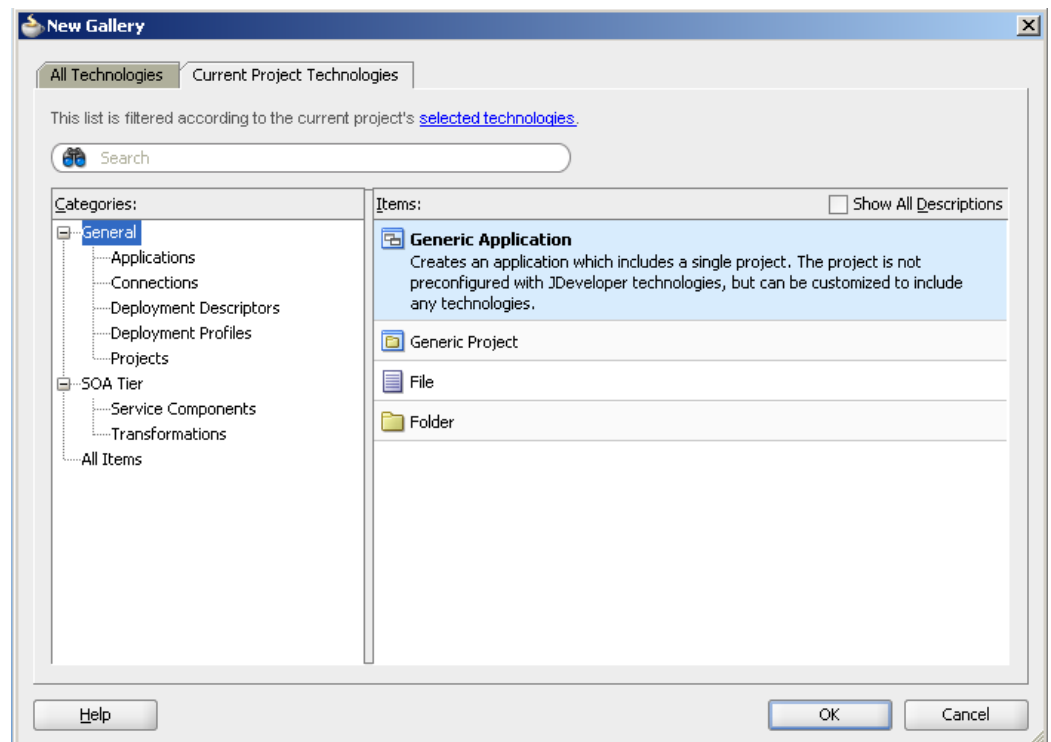 New Gallery
All Technologies
Current Project Technologies
This list is filtered according to the current project's selected technologies.
Search
Categories:
General
Applications
Connections
Deployment Descriptors
Deployment Profiles
Projects
SOA Tier
Service Components
Transformations
All Items
Items:
Show All Descriptions
Generic Application
Creates an application which includes a single project. The project is not
preconfigured with JDeveloper technologies, but can be customized to include
any technologies.
Generic Project
File
Folder
Help
OK
Cancel